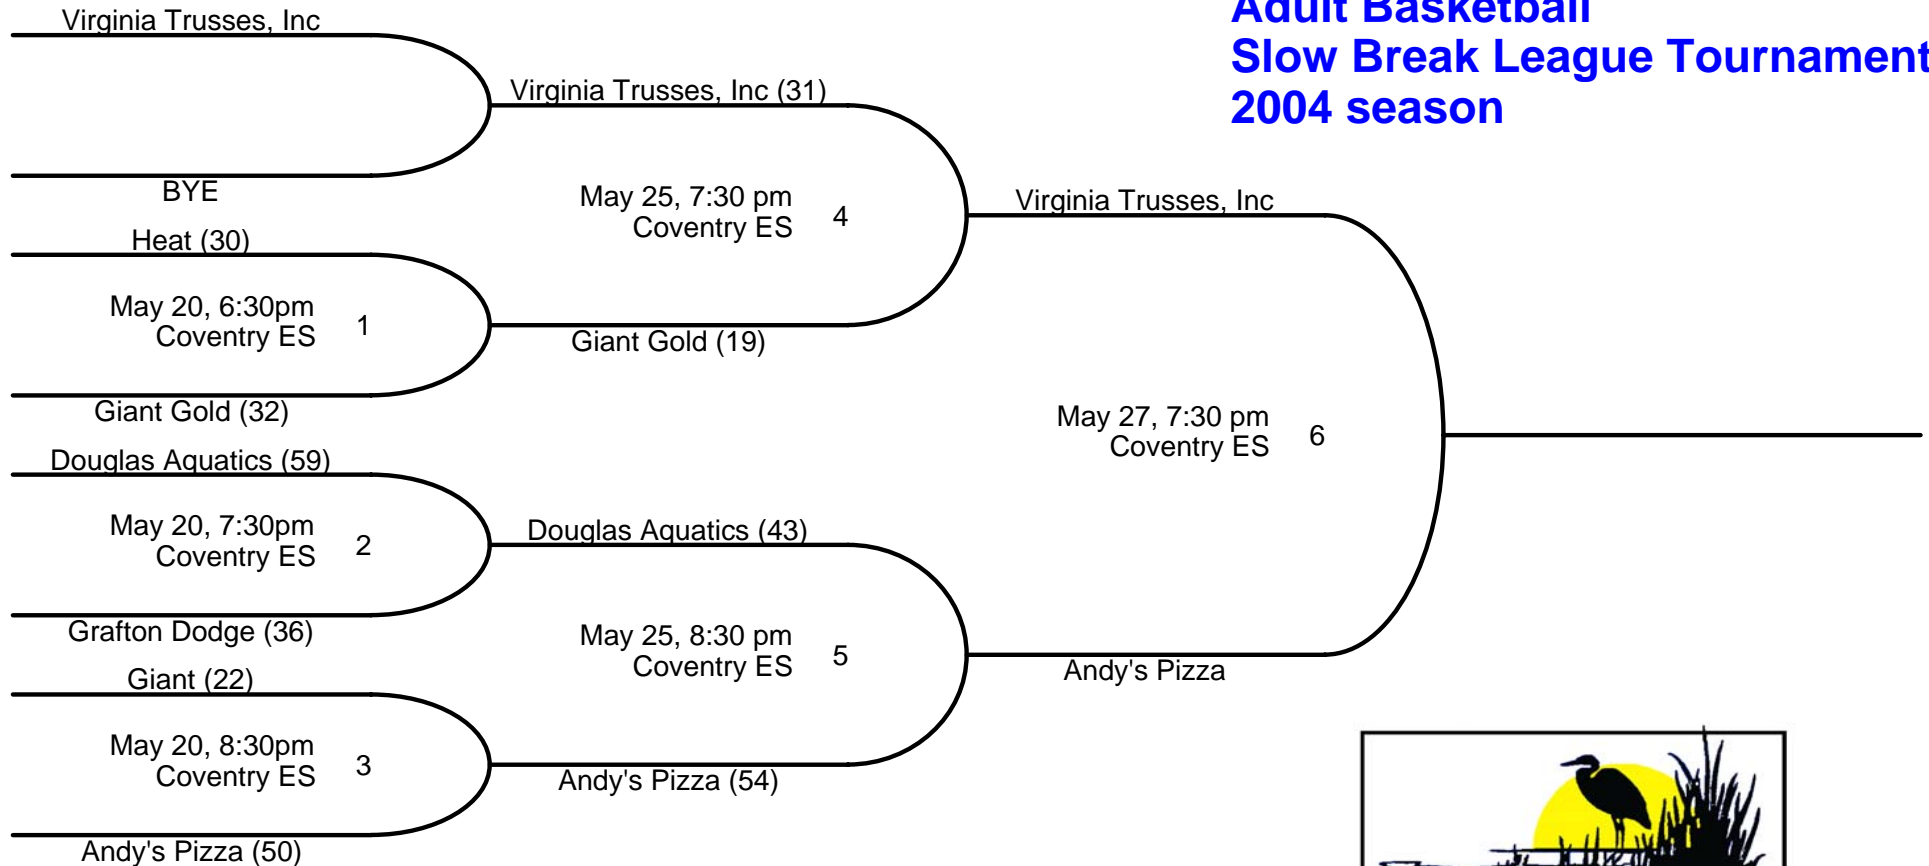 Adult Basketball
Slow Break League Tournament
2004 season
Virginia Trusses, Inc
BYE
Heat (30)
May 20, 6:30pm
Coventry ES
1
Giant Gold (32)
Douglas Aquatics (59)
May 20, 7:30pm
Coventry ES
2
Grafton Dodge (36)
Giant (22)
May 20, 8:30pm
Coventry ES
3
Andy's Pizza (50)
Virginia Trusses, Inc (31)
May 25, 7:30 pm
Coventry ES
4
Giant Gold (19)
Douglas Aquatics (43)
May 25, 8:30 pm
Coventry ES
5
Andy's Pizza (54)
Virginia Trusses, Inc
May 27, 7:30 pm
Coventry ES
6
Andy's Pizza